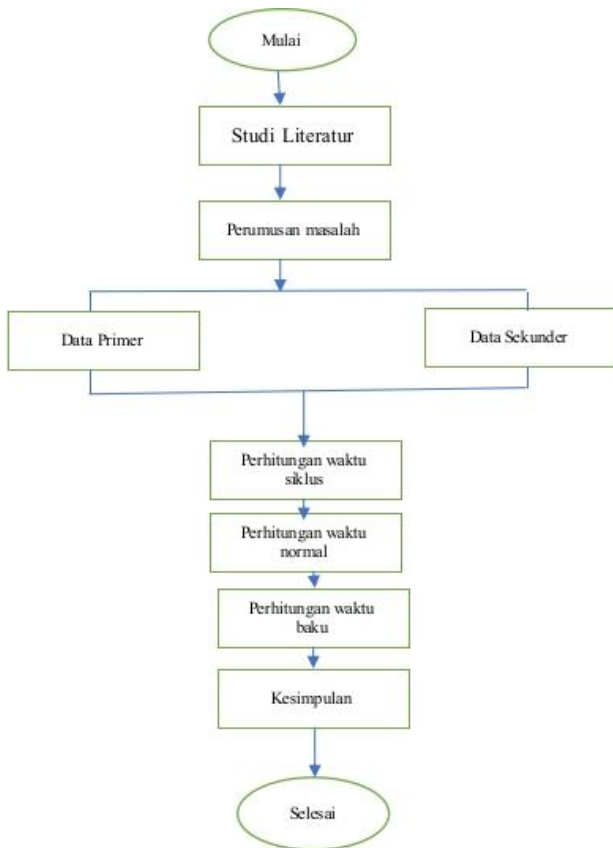 Mulai
Studi Literatur
Perumusan masalah
Data Primer
Data Sekunder
Perhitungan waktu
siklus
Perhitungan waktu
normal
Perhitungan waktu
baku
Kesimpulan
Selesai